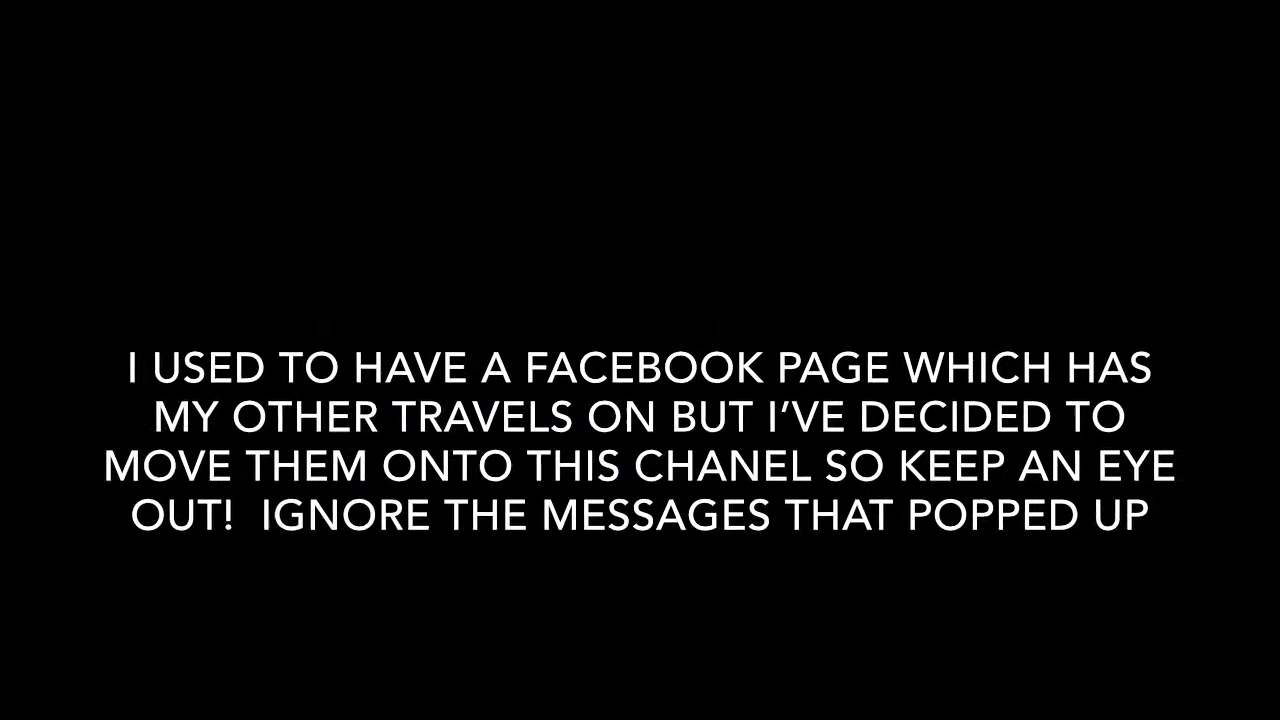 I USED TO HAVE A FACEBOOK PAGE WHICH HAS
MY OTHER TRAVELS ON BUT I’VE DECIDED TO
MOVE THEM ONTO THIS CHANEL SO KEEP AN EYE
OUT!  IGNORE THE MESSAGES THAT POPPED UP